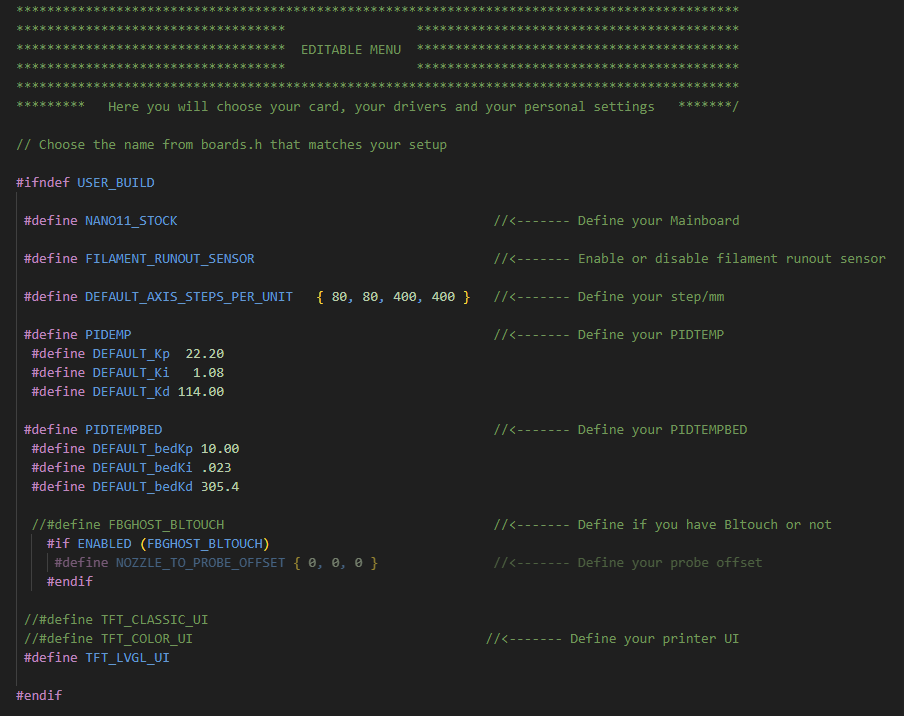 **********************************************************************************************
***********************************                 ******************************************
***********************************  EDITABLE MENU  ******************************************
***********************************                 ******************************************
**********************************************************************************************
*********   Here you will choose your card, your drivers and your personal settings   *******/
// Choose the name from boards.h that matches your setup
#ifndef USER_BUILD
#define NANO11_STOCK //<------- Define your Mainboard
#define FILAMENT_RUNOUT_SENSOR //<------- Enable or disable filament runout sensor
#define DEFAULT_AXIS_STEPS_PER_UNIT { 80, 80, 400, 400 } //<------- Define your step/mm
#define PIDEMP //<------- Define your PIDTEMP
#define DEFAULT_Kp 22.20
#define DEFAULT_Ki 1.08
#define DEFAULT_Kd 114.00
#define PIDTEMPBED //<------- Define your PIDTEMPBED
#define DEFAULT_bedKp 10.00
#define DEFAULT_bedKi .023
#define DEFAULT_bedKd 305.4
//#define FBGHOST_BLTOUCH //<------- Define if you have Bltouch or not
#if ENABLED (FBGHOST_BLTOUCH)
#define NOZZLE_TO_PROBE_OFFSET { 0, 0, 0 } //<------- Define your probe offset
#endif
//#define TFT_CLASSIC_UI
//#define TFT_COLOR_UI //<------- Define your printer UI
#define TFT_LVGL_UI
#endif